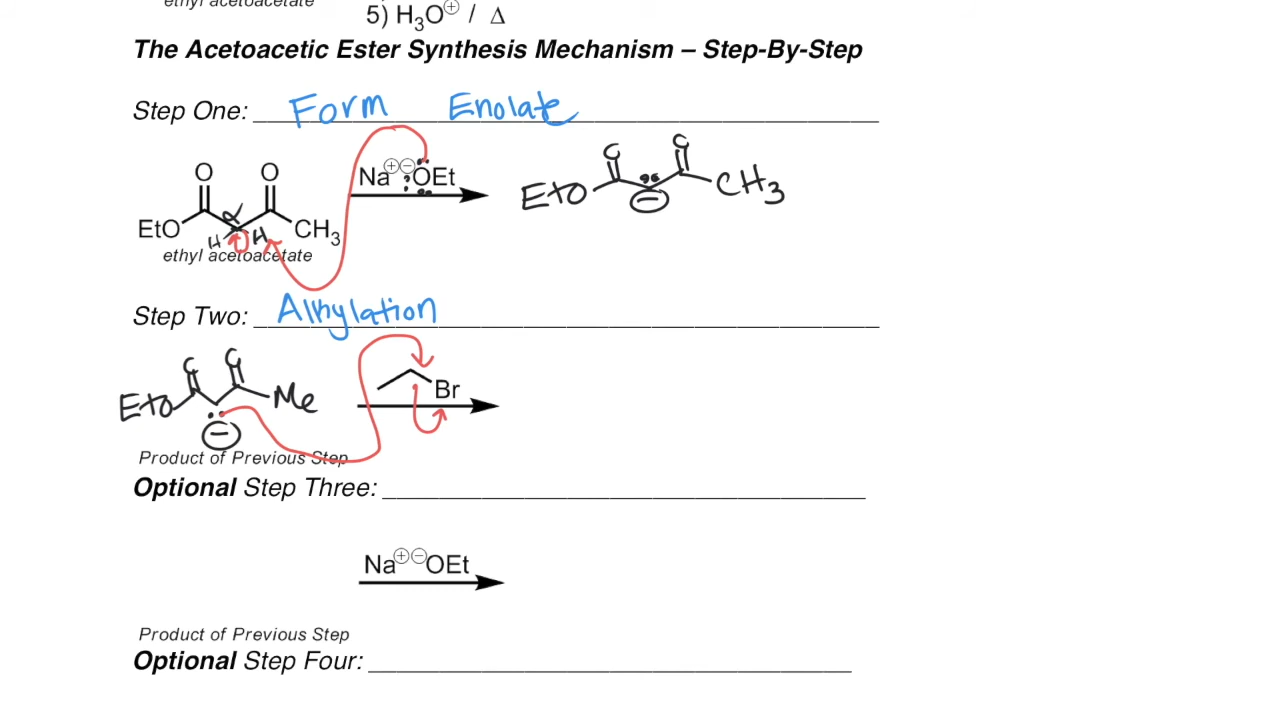 ethyl acetoacetate
5) H₃O⊕ / Δ
The Acetoacetic Ester Synthesis Mechanism – Step-By-Step
Step One: Form Enolate
O O Na⊕⊖:OEt
EtO α CH₃
H H
ethyl acetoacetate
O O
EtO ⊖ CH₃
Step Two: Alkylation
O O
EtO Me Br
⊖
Product of Previous Step
Optional Step Three:
Na⊕⊖OEt
Product of Previous Step
Optional Step Four: